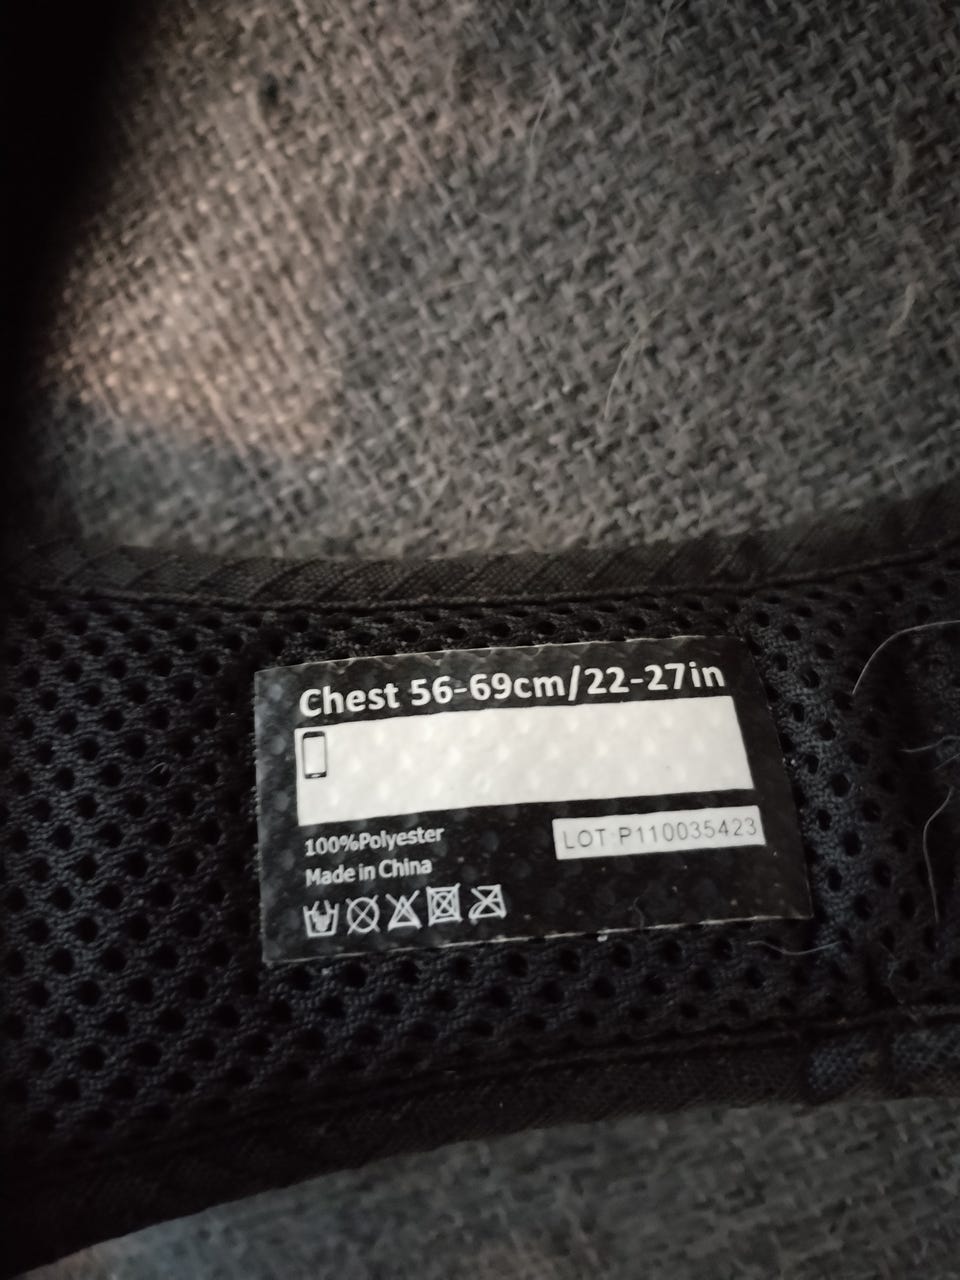 Chest 56-69cm/22-27in
100%Polyester
Made in China
LOT P110035423